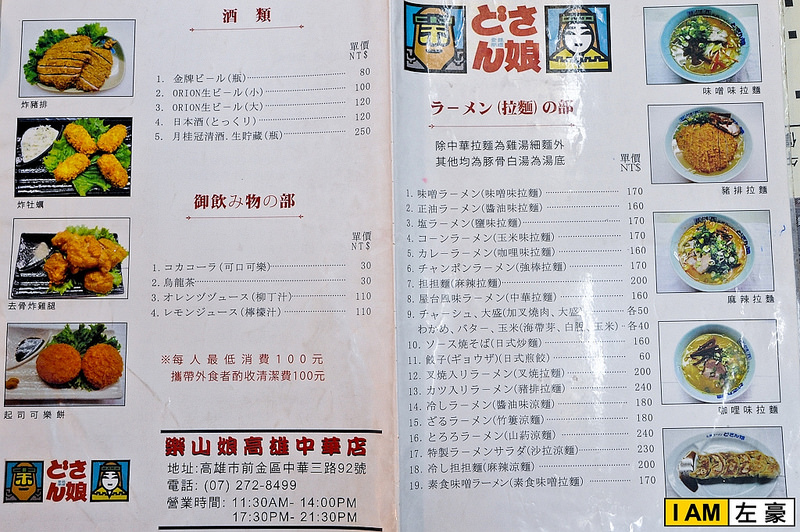 酒類
單價
NT$
1. 金牌ビール(瓶) 80
2. ORION生ビール(小) 100
3. ORION生ビール(大) 120
4. 日本酒(とっくり) 120
5. 月桂冠清酒.生貯蔵(瓶) 250
御飲み物の部
單價
NT$
1. コカコーラ(可口可樂) 30
2. 烏龍茶 30
3. オレンヅヅュース(柳丁汁) 110
4. レモンジュース(檸檬汁) 110
※每人最低消費100元
攜帶外食者酌收清潔費100元
樂山娘高雄中華店
地址:高雄市前金區中華三路92號
電話: (07) 272-8499
營業時間: 11:30AM- 14:00PM
17:30PM- 21:30PM
炸豬排
炸牡蠣
去骨炸雞腿
起司可樂餅
どさん娘
どさん娘
ラーメン(拉麵)の部
除中華拉麵為雞湯細麵外
其他均為豚骨白湯為湯底
單價
NT$
1. 味噌ラーメン(味噌味拉麵) 170
2. 正油ラーメン(醬油味拉麵) 160
3. 塩ラーメン(鹽味拉麵) 170
4. コーンラーメン(玉米味拉麵) 170
5. カレーラーメン(咖哩味拉麵) 160
6. チャンポンラーメン(強棒拉麵) 170
7. 担担麵(麻辣拉麵) 200
8. 屋台風味ラーメン(中華拉麵) 160
9. チャーシュ、大盛(加叉燒肉、大盛) 各50
わかめ、バター、玉米(海帶芽、白脫、玉米) 各40
10. ソース焼そば(日式炒麵) 160
11. 餃子(ギョウザ)(日式煎餃) 60
12. 叉焼入リラーメン(叉燒拉麵) 200
13. カツ入リラーメン(豬排拉麵) 240
14. 冷しラーメン(醬油味涼麵) 180
15. ざるラーメン(竹簍涼麵) 180
16. とろろラーメン(山葯涼麵) 240
17. 特製ラーメンサラダ(沙拉涼麵) 230
18. 冷し担担麵(麻辣涼麵) 200
19. 素食味噌ラーメン(素食味噌拉麵) 170
味噌味拉麵
豬排拉麵
麻辣拉麵
咖哩味拉麵
I AM 左豪